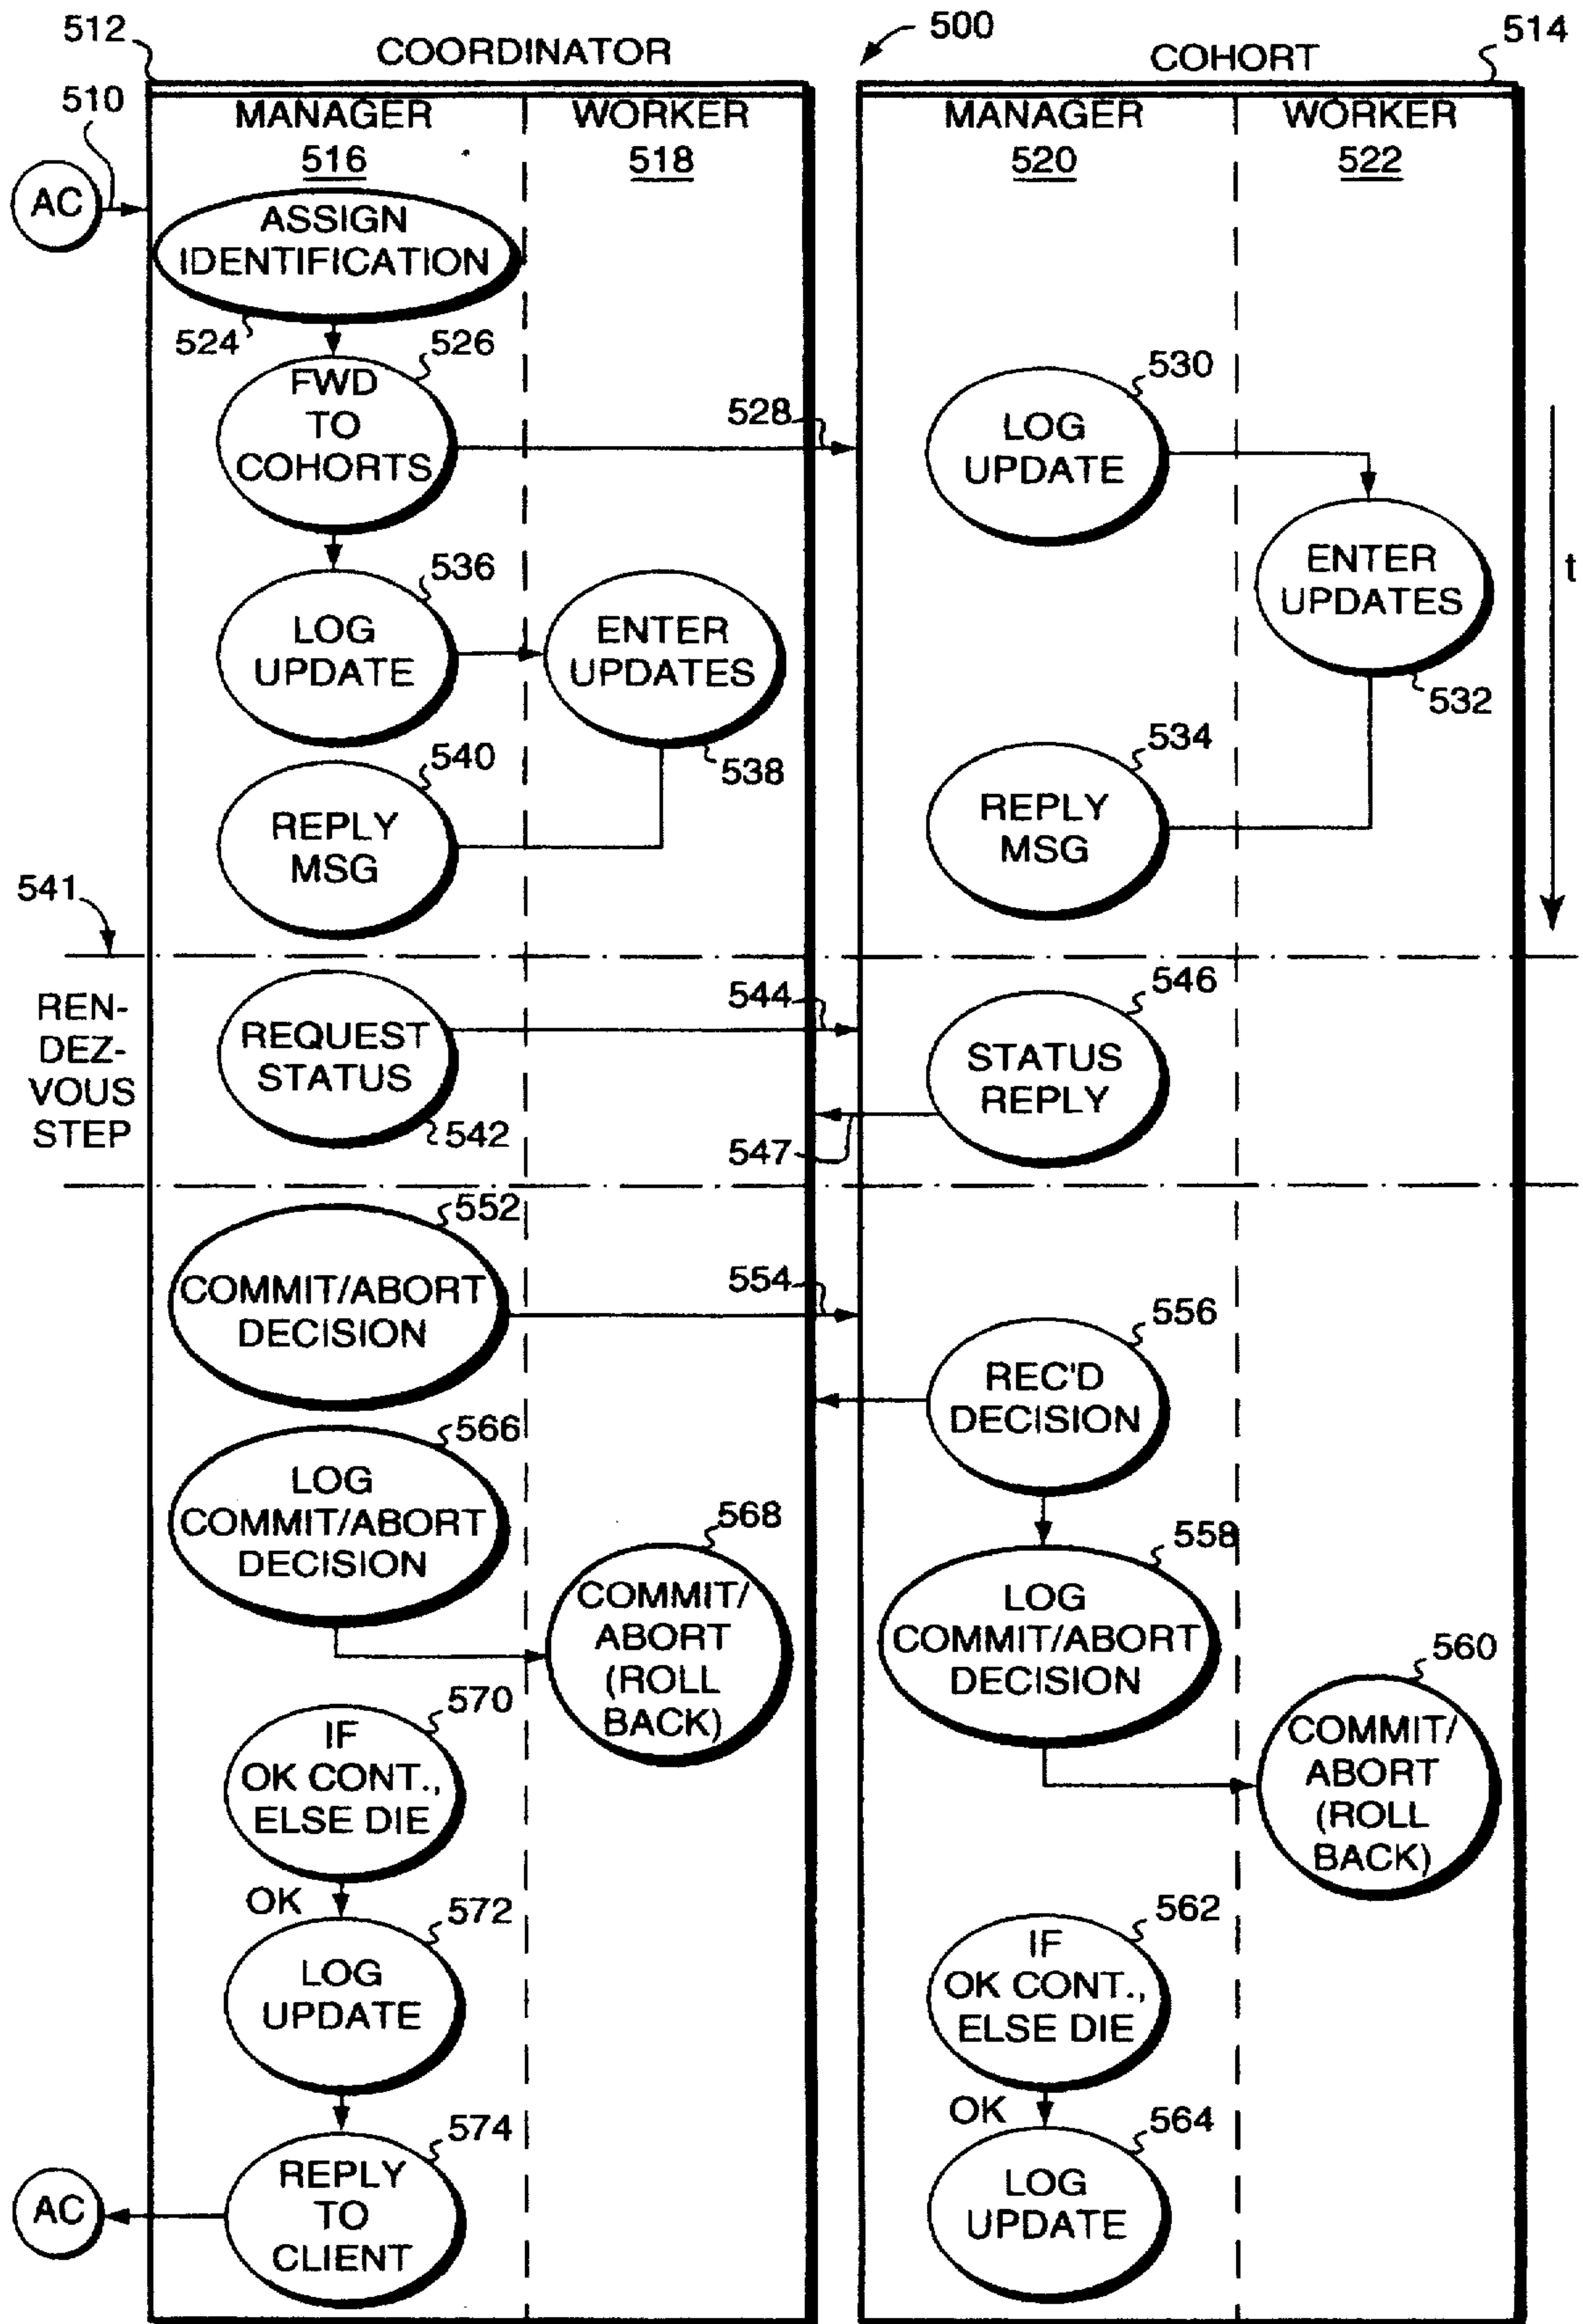 512
COORDINATOR
500
COHORT
514
510
MANAGER
516
WORKER
518
MANAGER
520
WORKER
522
AC
ASSIGN
IDENTIFICATION
524
526
FWD
TO
COHORTS
528
530
LOG
UPDATE
t
536
LOG
UPDATE
ENTER
UPDATES
538
ENTER
UPDATES
532
540
REPLY
MSG
534
REPLY
MSG
541
REN-
DEZ-
VOUS
STEP
REQUEST
STATUS
542
544
546
STATUS
REPLY
547
552
COMMIT/ABORT
DECISION
554
556
REC'D
DECISION
566
LOG
COMMIT/ABORT
DECISION
568
COMMIT/
ABORT
(ROLL
BACK)
558
LOG
COMMIT/ABORT
DECISION
560
COMMIT/
ABORT
(ROLL
BACK)
570
IF
OK CONT.,
ELSE DIE
OK
572
LOG
UPDATE
562
IF
OK CONT.,
ELSE DIE
OK
564
LOG
UPDATE
574
REPLY
TO
CLIENT
AC